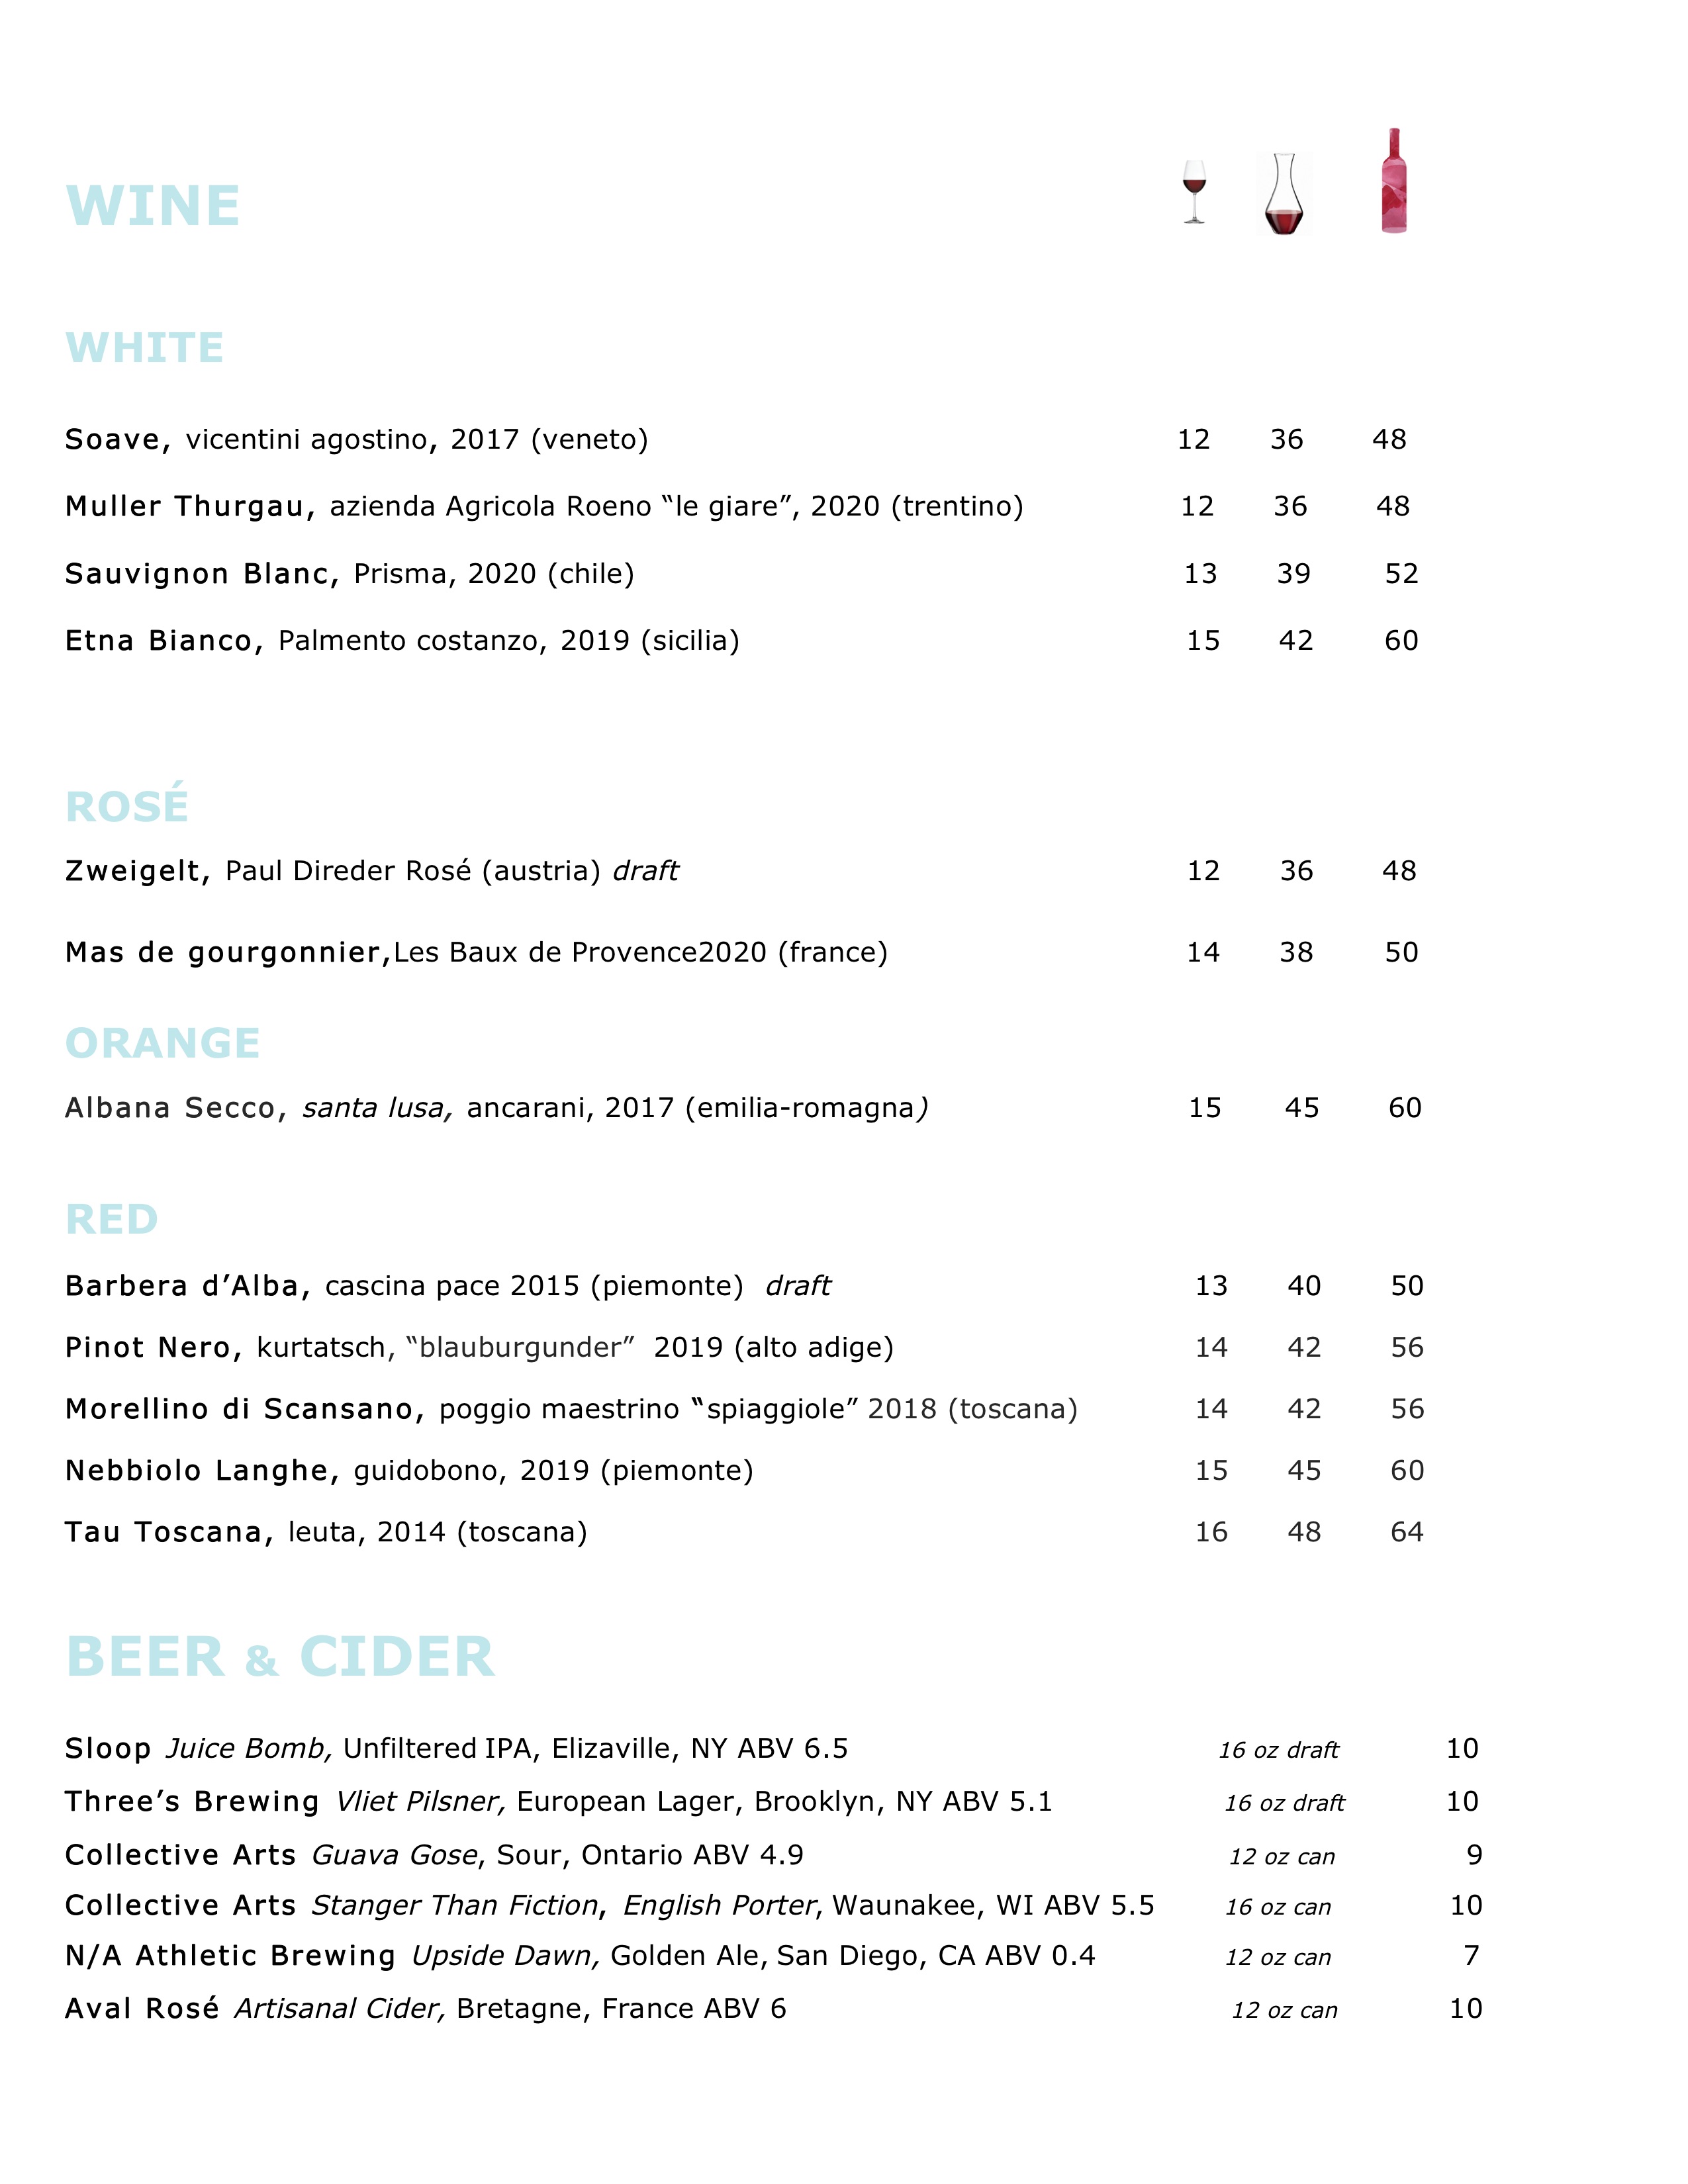 WINE
WHITE
Soave, vicentini agostino, 2017 (veneto) 12 36 48
Muller Thurgau, azienda Agricola Roeno “le giare”, 2020 (trentino) 12 36 48
Sauvignon Blanc, Prisma, 2020 (chile) 13 39 52
Etna Bianco, Palmento costanzo, 2019 (sicilia) 15 42 60
ROSÉ
Zweigelt, Paul Direder Rosé (austria) draft 12 36 48
Mas de gourgonnier,Les Baux de Provence2020 (france) 14 38 50
ORANGE
Albana Secco, santa lusa, ancarani, 2017 (emilia-romagna) 15 45 60
RED
Barbera d’Alba, cascina pace 2015 (piemonte) draft 13 40 50
Pinot Nero, kurtatsch, “blauburgunder” 2019 (alto adige) 14 42 56
Morellino di Scansano, poggio maestrino “spiaggiole” 2018 (toscana) 14 42 56
Nebbiolo Langhe, guidobono, 2019 (piemonte) 15 45 60
Tau Toscana, leuta, 2014 (toscana) 16 48 64
BEER & CIDER
Sloop Juice Bomb, Unfiltered IPA, Elizaville, NY ABV 6.5 16 oz draft 10
Three’s Brewing Vliet Pilsner, European Lager, Brooklyn, NY ABV 5.1 16 oz draft 10
Collective Arts Guava Gose, Sour, Ontario ABV 4.9 12 oz can 9
Collective Arts Stanger Than Fiction, English Porter, Waunakee, WI ABV 5.5 16 oz can 10
N/A Athletic Brewing Upside Dawn, Golden Ale, San Diego, CA ABV 0.4 12 oz can 7
Aval Rosé Artisanal Cider, Bretagne, France ABV 6 12 oz can 10